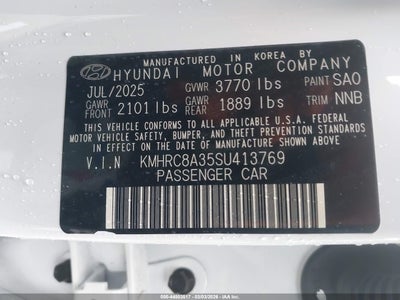 MANUFACTURED IN KOREA BY
HYUNDAI MOTOR COMPANY
JUL/2025 GVWR 3770 lbs PAINT SAO
GAWR FRONT 2101 lbs GAWR REAR 1889 lbs TRIM NNB
THIS VEHICLE CONFORMS TO ALL APPLICABLE U.S.A. FEDERAL
MOTOR VEHICLE SAFETY, BUMPER, AND THEFT PREVENTION STANDARDS
IN EFFECT ON THE DATE OF MANUFACTURE SHOWN ABOVE.
V.I.N KMHRC8A35SU413769
PASSENGER CAR